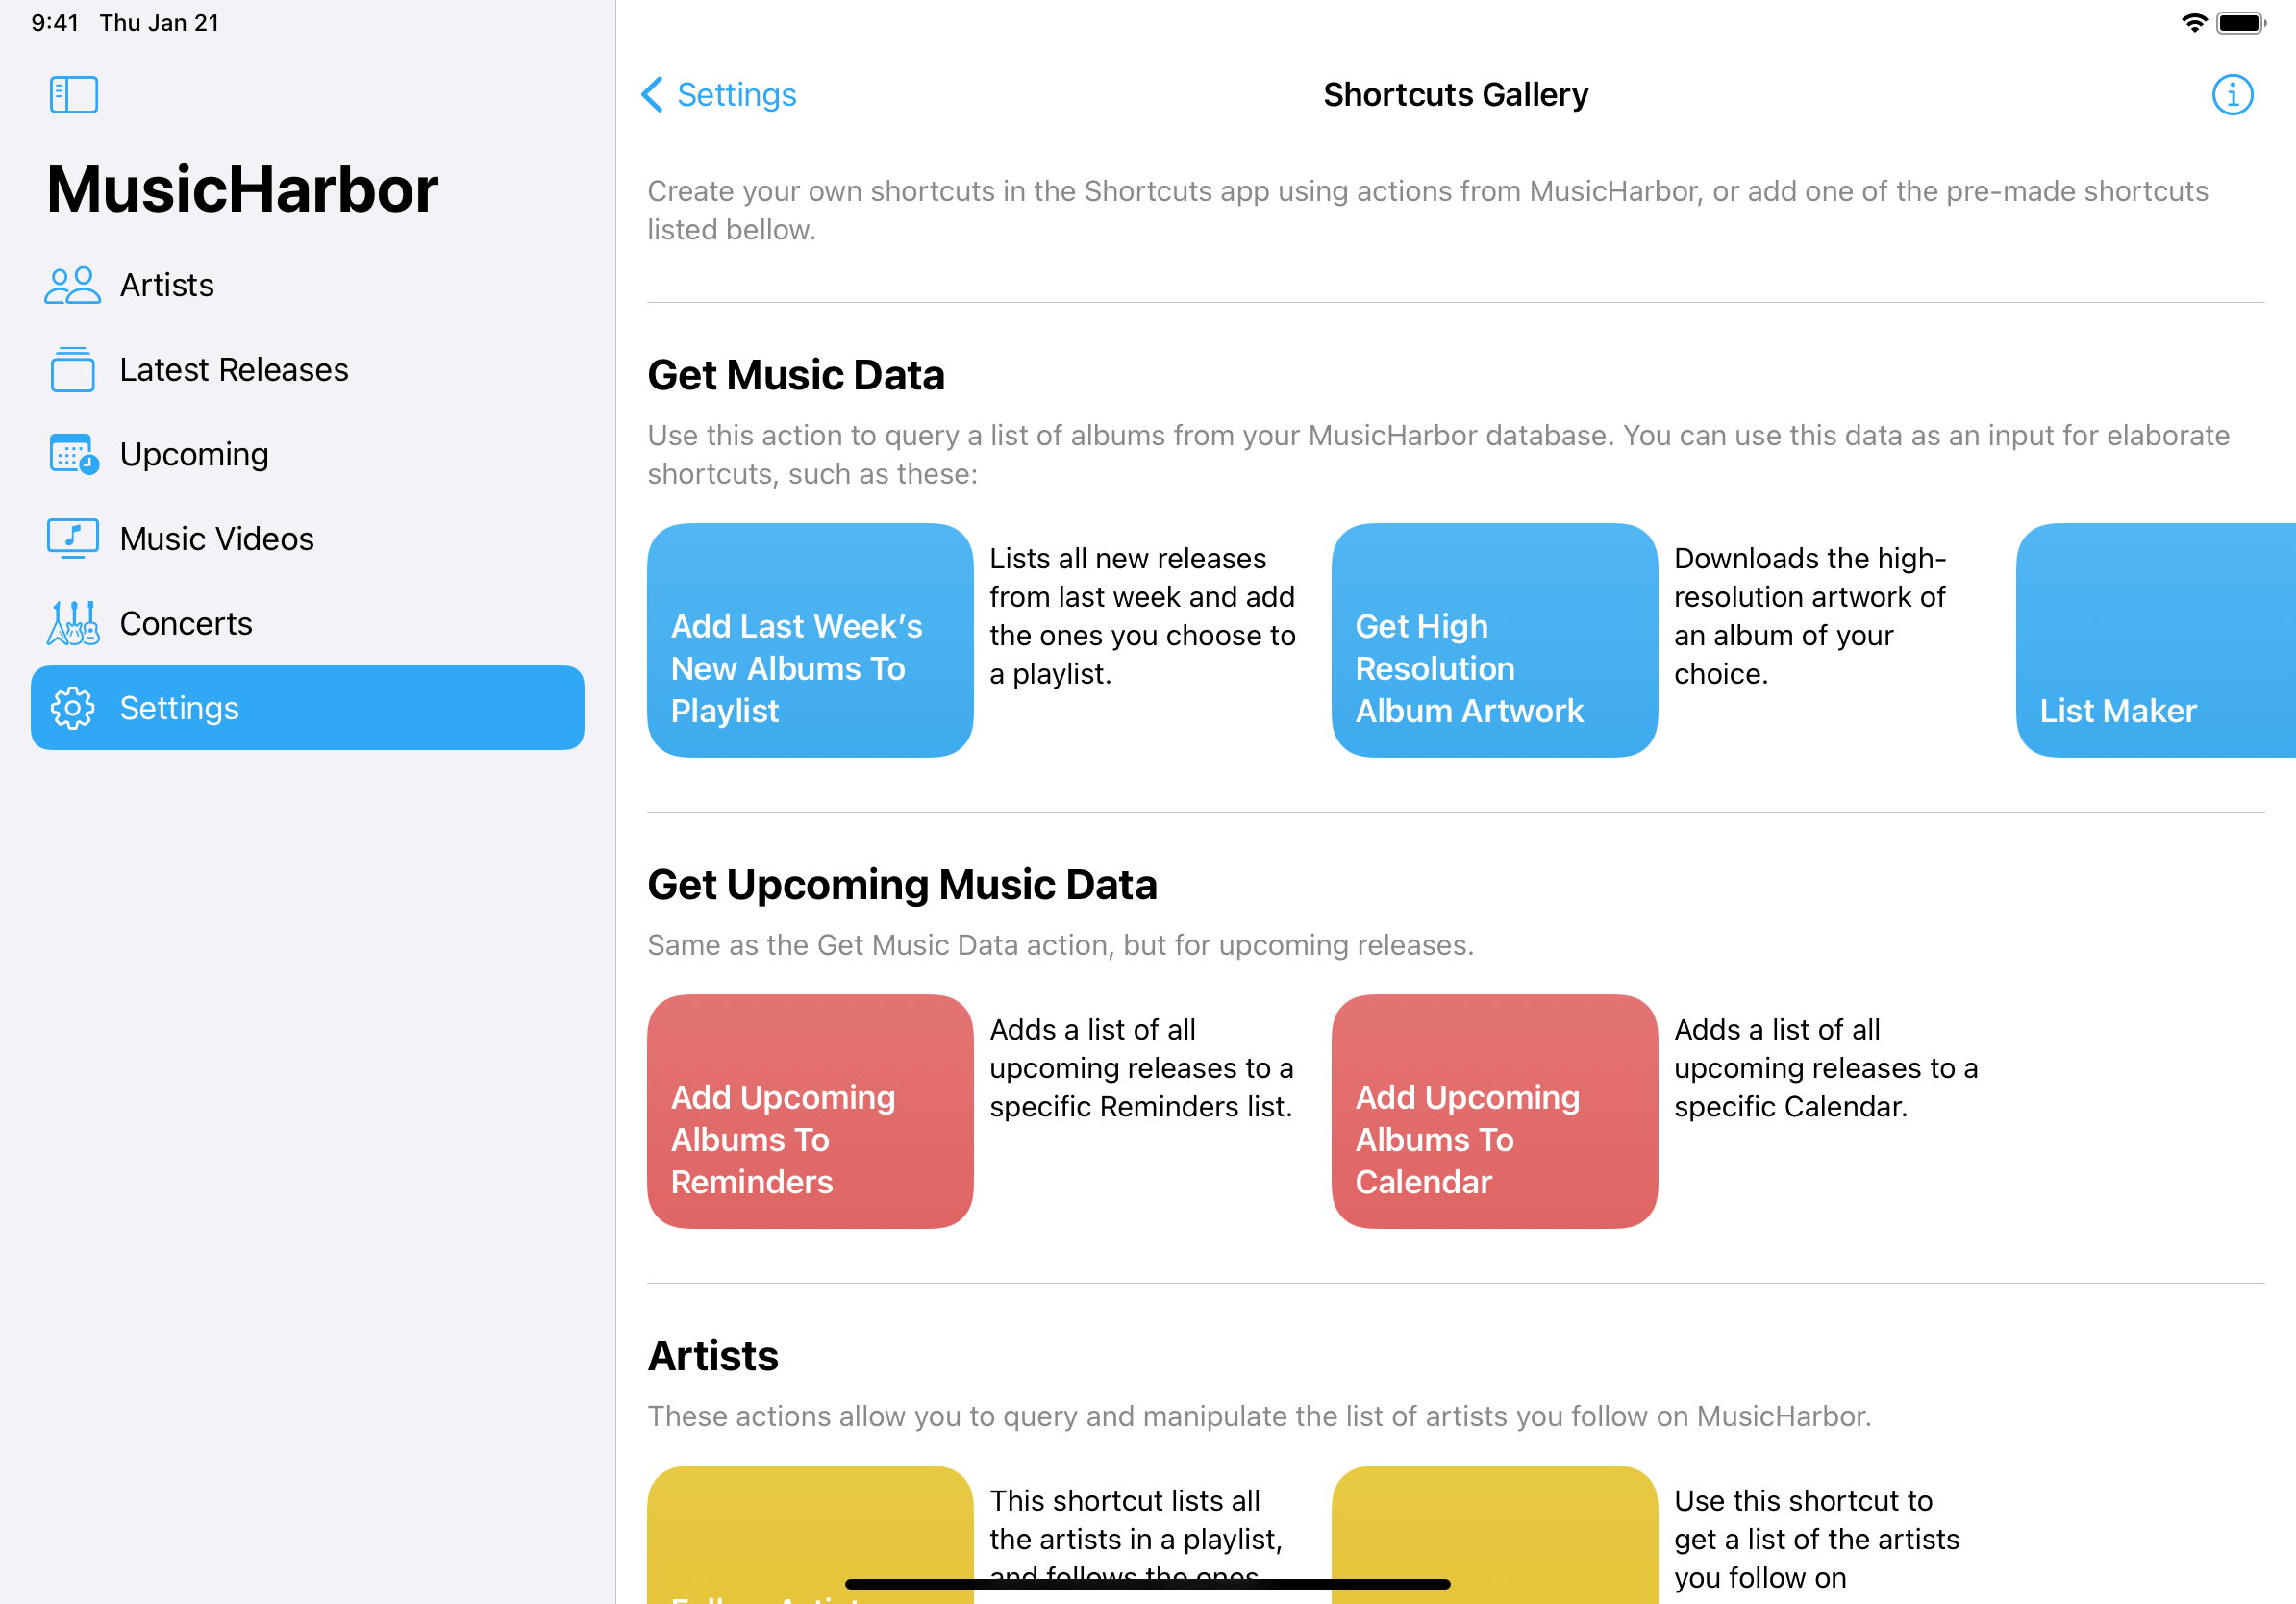 9:41 Thu Jan 21
MusicHarbor
Artists
Latest Releases
Upcoming
Music Videos
Concerts
Settings
Settings
Shortcuts Gallery
Create your own shortcuts in the Shortcuts app using actions from MusicHarbor, or add one of the pre-made shortcuts
listed bellow.
Get Music Data
Use this action to query a list of albums from your MusicHarbor database. You can use this data as an input for elaborate
shortcuts, such as these:
Add Last Week’s
New Albums To
Playlist
Lists all new releases
from last week and add
the ones you choose to
a playlist.
Get High
Resolution
Album Artwork
Downloads the high-
resolution artwork of
an album of your
choice.
List Maker
Get Upcoming Music Data
Same as the Get Music Data action, but for upcoming releases.
Add Upcoming
Albums To
Reminders
Adds a list of all
upcoming releases to a
specific Reminders list.
Add Upcoming
Albums To
Calendar
Adds a list of all
upcoming releases to a
specific Calendar.
Artists
These actions allow you to query and manipulate the list of artists you follow on MusicHarbor.
This shortcut lists all
the artists in a playlist,
and follows the ones
Use this shortcut to
get a list of the artists
you follow on